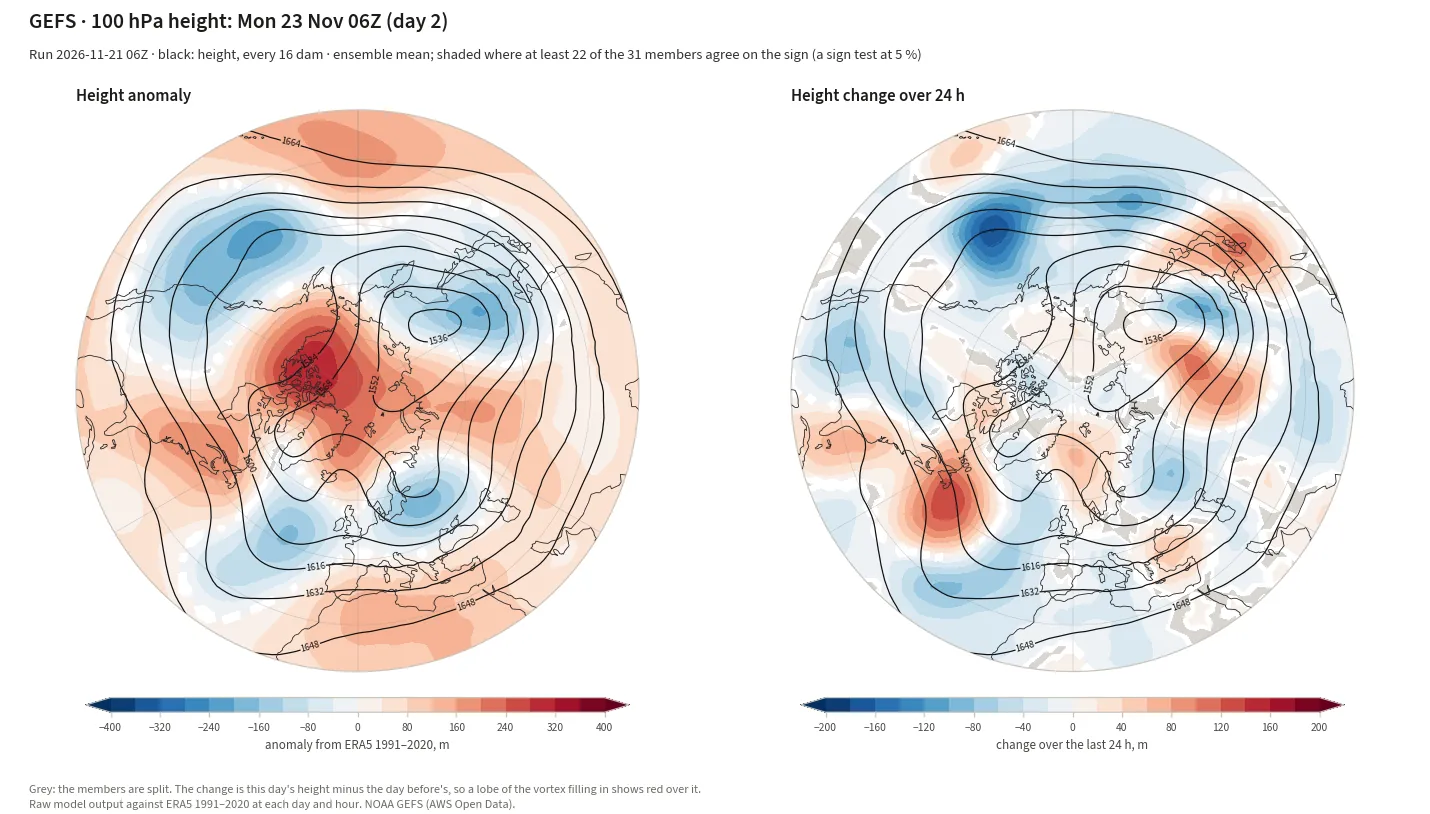 GEFS · 100 hPa height: Mon 23 Nov 06Z (day 2)
Run 2026-11-21 06Z · black: height, every 16 dam · ensemble mean; shaded where at least 22 of the 31 members agree on the sign (a sign test at 5 %)
Height anomaly
Height change over 24 h
1664
1536
1552
1600
1616
1632
1648
1648
1664
1536
1552
1600
1616
1632
1648
1648
−400 −320 −240 −160 −80 0 80 160 240 320 400
anomaly from ERA5 1991–2020, m
−200 −160 −120 −80 −40 0 40 80 120 160 200
change over the last 24 h, m
Grey: the members are split. The change is this day's height minus the day before's, so a lobe of the vortex filling in shows red over it.
Raw model output against ERA5 1991–2020 at each day and hour. NOAA GEFS (AWS Open Data).